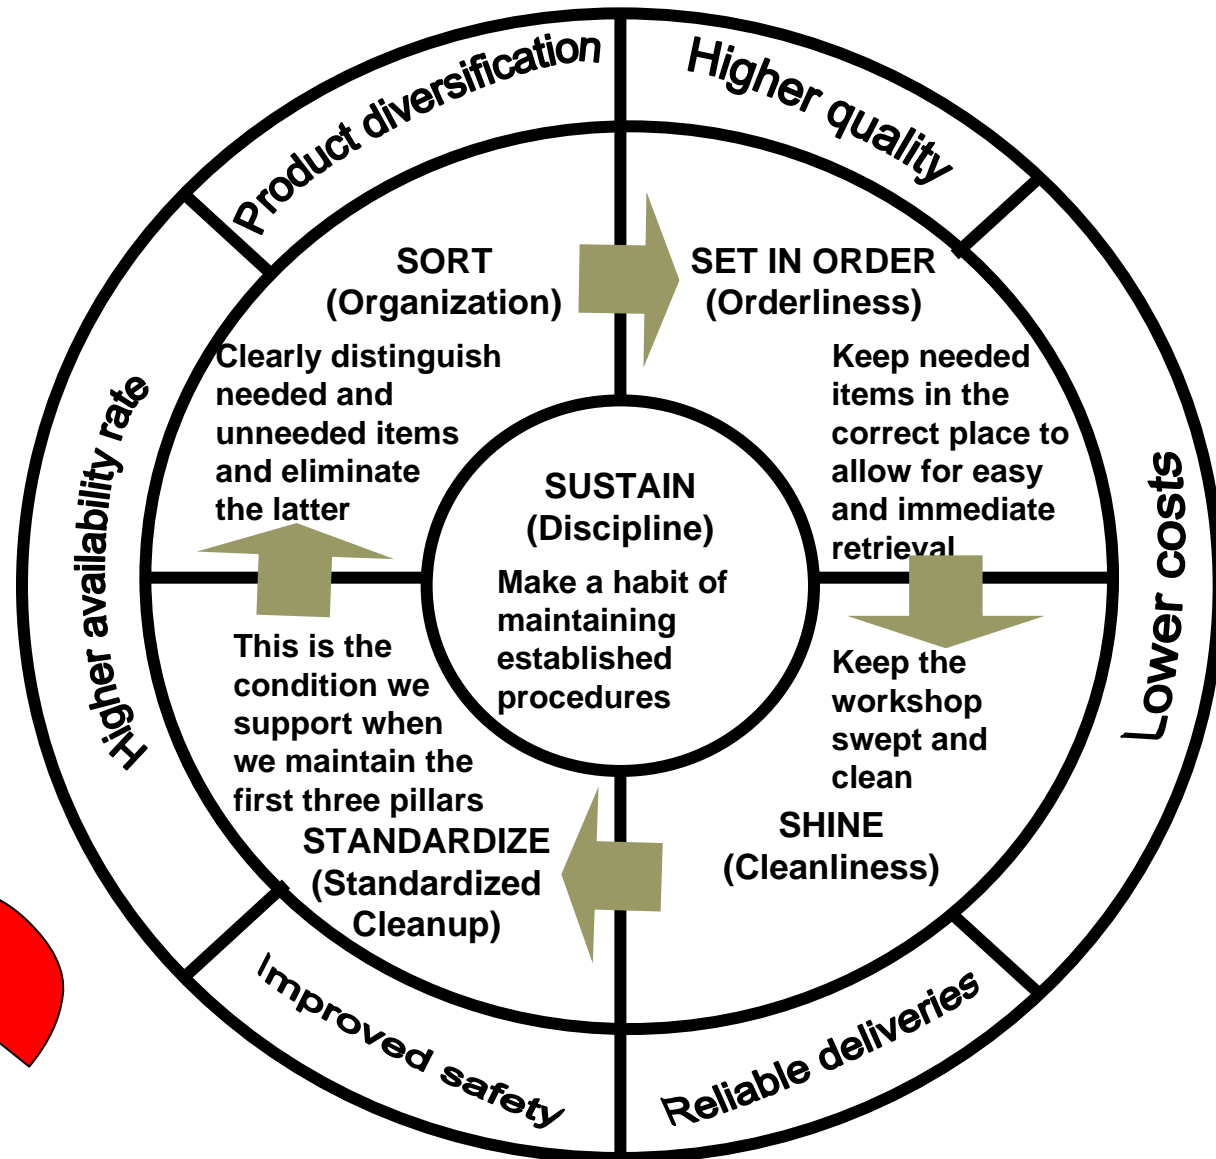 Product diversification
Higher quality
Lower costs
Reliable deliveries
Improved safety
Higher availability rate
SORT
(Organization)
Clearly distinguish
needed and
unneeded items
and eliminate
the latter
SET IN ORDER
(Orderliness)
Keep needed
items in the
correct place to
allow for easy
and immediate
retrieval
SUSTAIN
(Discipline)
Make a habit of
maintaining
established
procedures
Keep the
workshop
swept and
clean
SHINE
(Cleanliness)
This is the
condition we
support when
we maintain the
first three pillars
STANDARDIZE
(Standardized
Cleanup)